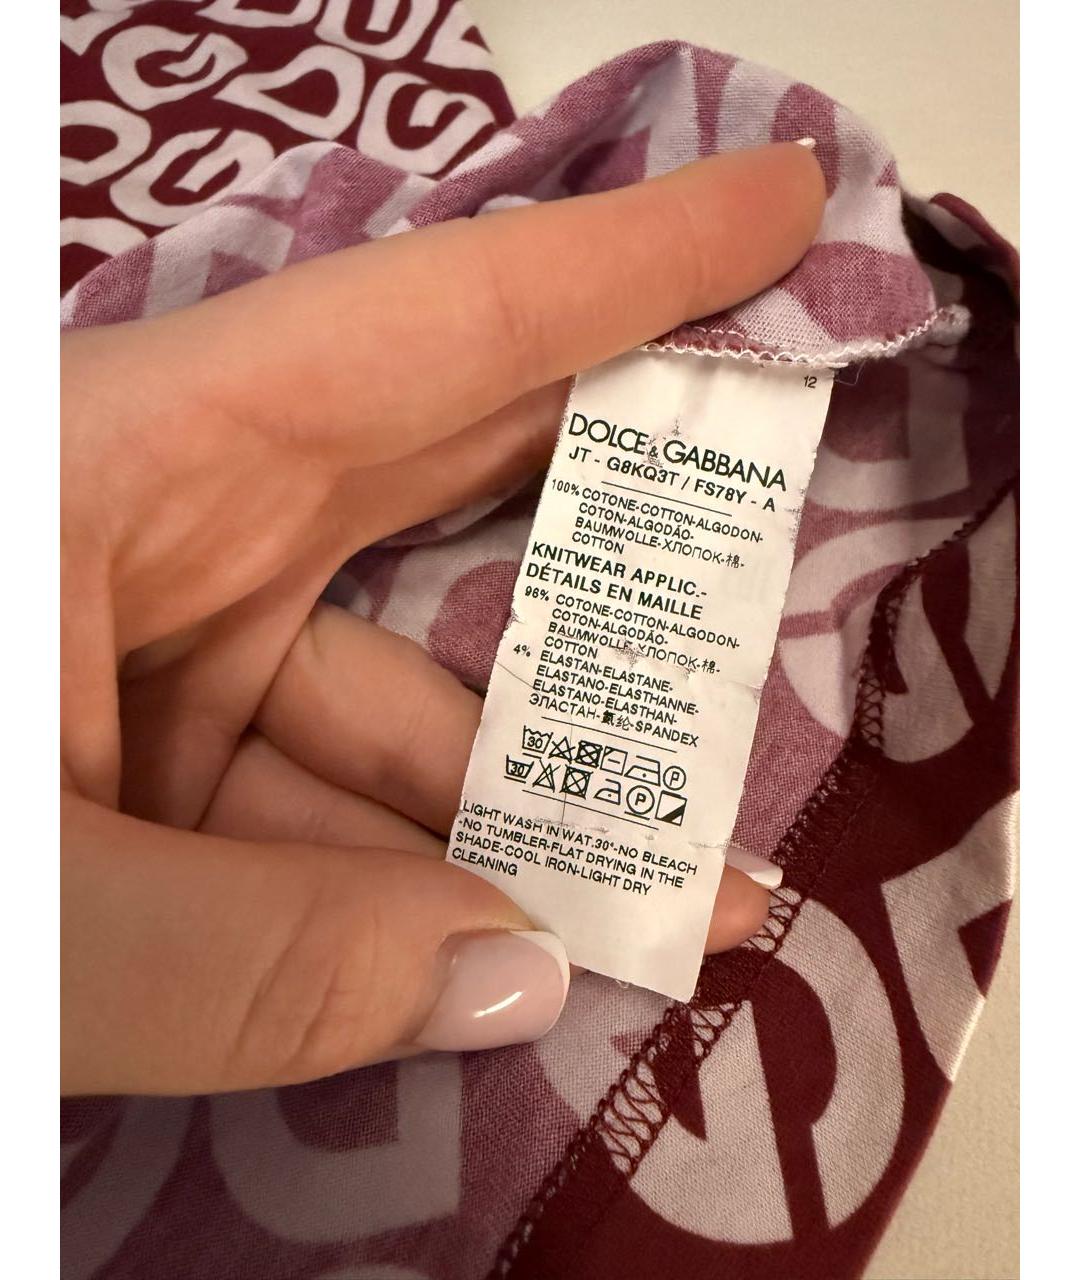 12
DOLCE & GABBANA
JT - G8KQ3T / FS78Y - A
100% COTONE-COTTON-ALGODON-
COTON-ALGODÃO-
BAUMWOLLE-ХЛОПОК-棉-
COTTON
KNITWEAR APPLIC.-
DÉTAILS EN MAILLE
96% COTONE-COTTON-ALGODON-
COTON-ALGODÃO-
BAUMWOLLE-ХЛОПОК-棉-
COTTON
4% ELASTAN-ELASTANE-
ELASTANO-ELASTHANNE-
ELASTANO-ELASTHAN-
ЭЛАСТАН-氨纶-SPANDEX
30 P
30 P
LIGHT WASH IN WAT.30°-NO BLEACH
-NO TUMBLER-FLAT DRYING IN THE
SHADE-COOL IRON-LIGHT DRY
CLEANING